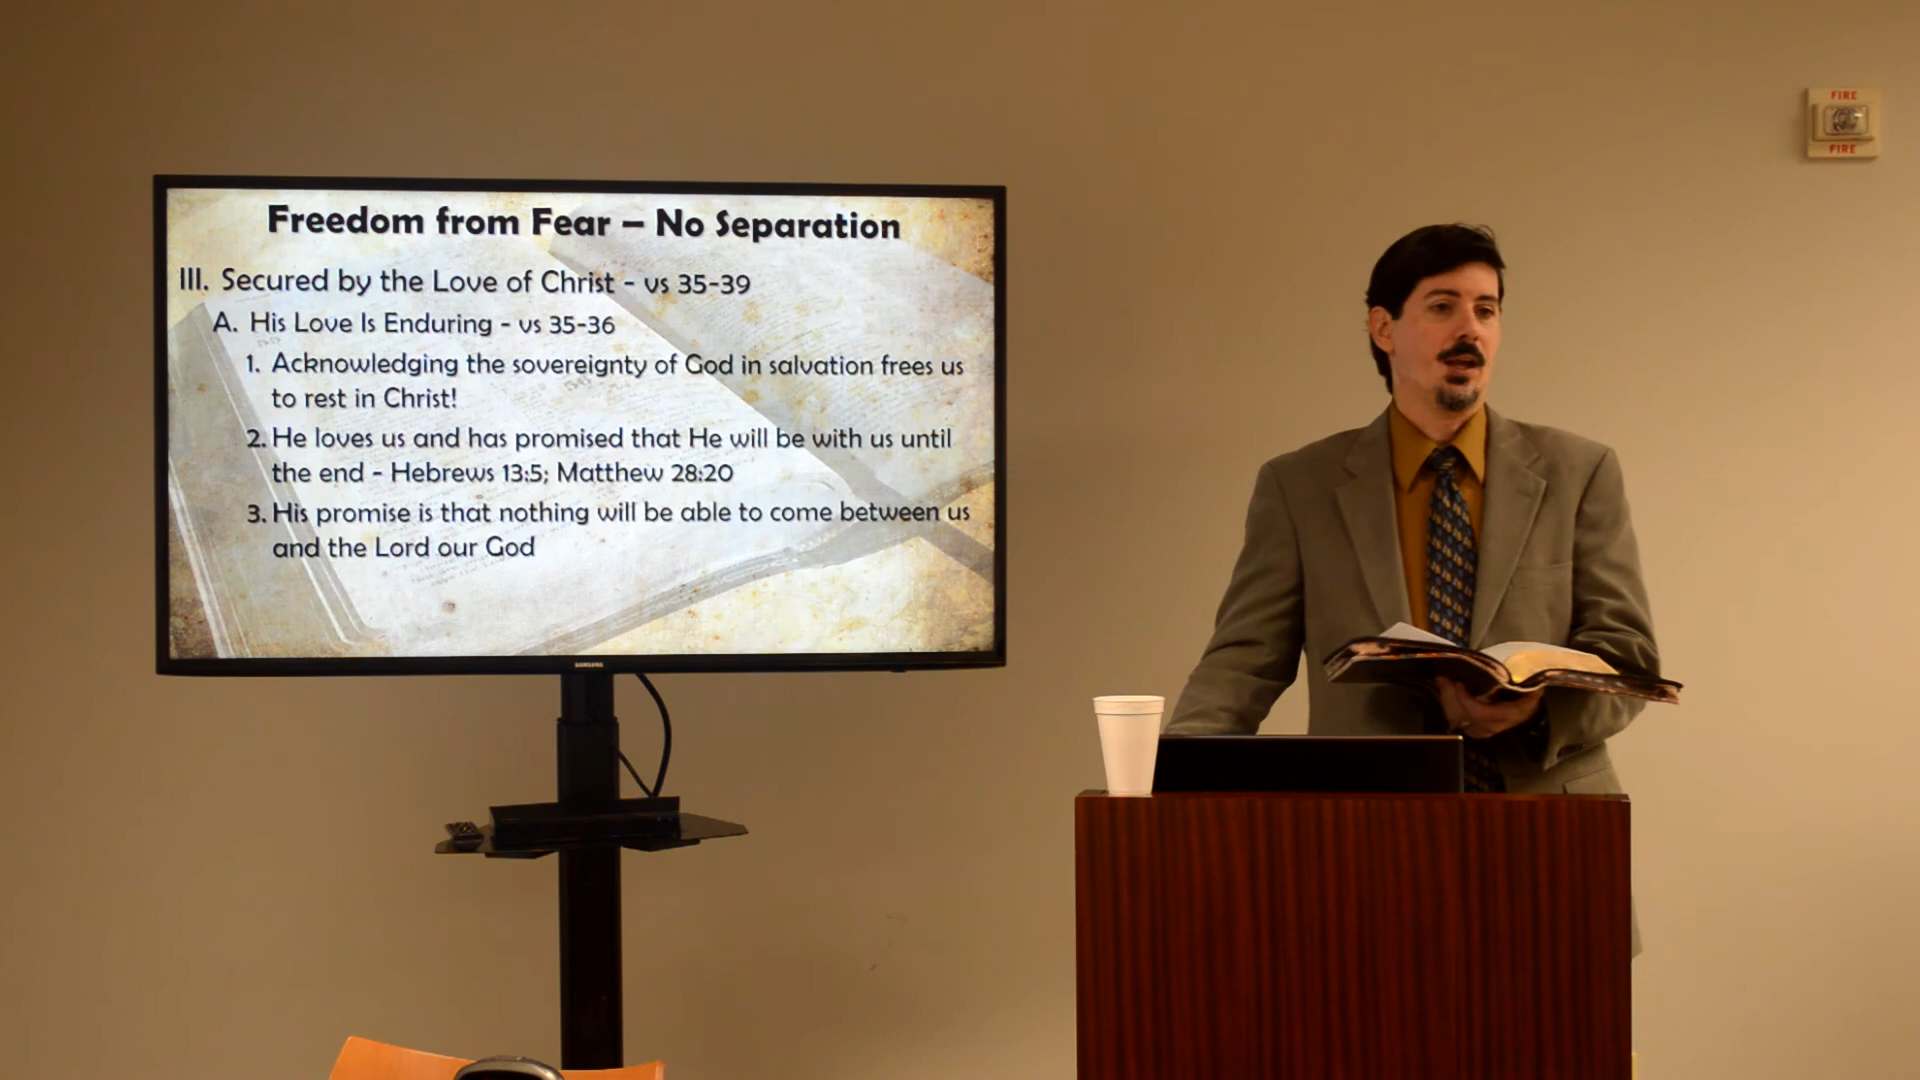 Freedom from Fear – No Separation
III. Secured by the Love of Christ - vs 35-39
A. His Love Is Enduring - vs 35-36
1. Acknowledging the sovereignty of God in salvation frees us
to rest in Christ!
2. He loves us and has promised that He will be with us until
the end - Hebrews 13:5; Matthew 28:20
3. His promise is that nothing will be able to come between us
and the Lord our God
SAMSUNG
FIRE
FIRE